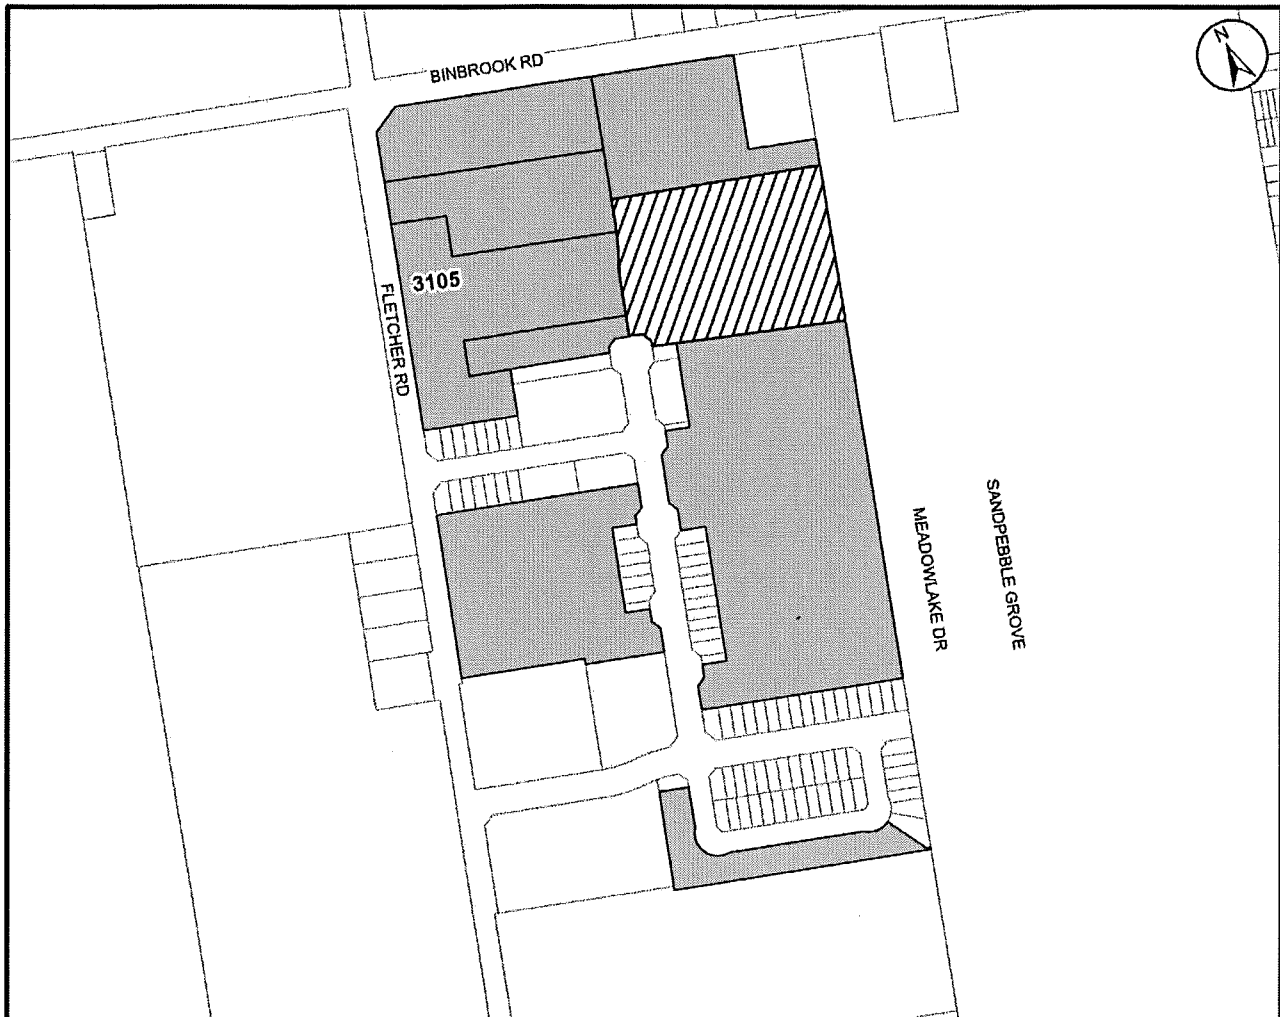 BINBROOK RD
N
3105
FLETCHER RD
MEADOWLAKE DR
SANDPEBBLE GROVE